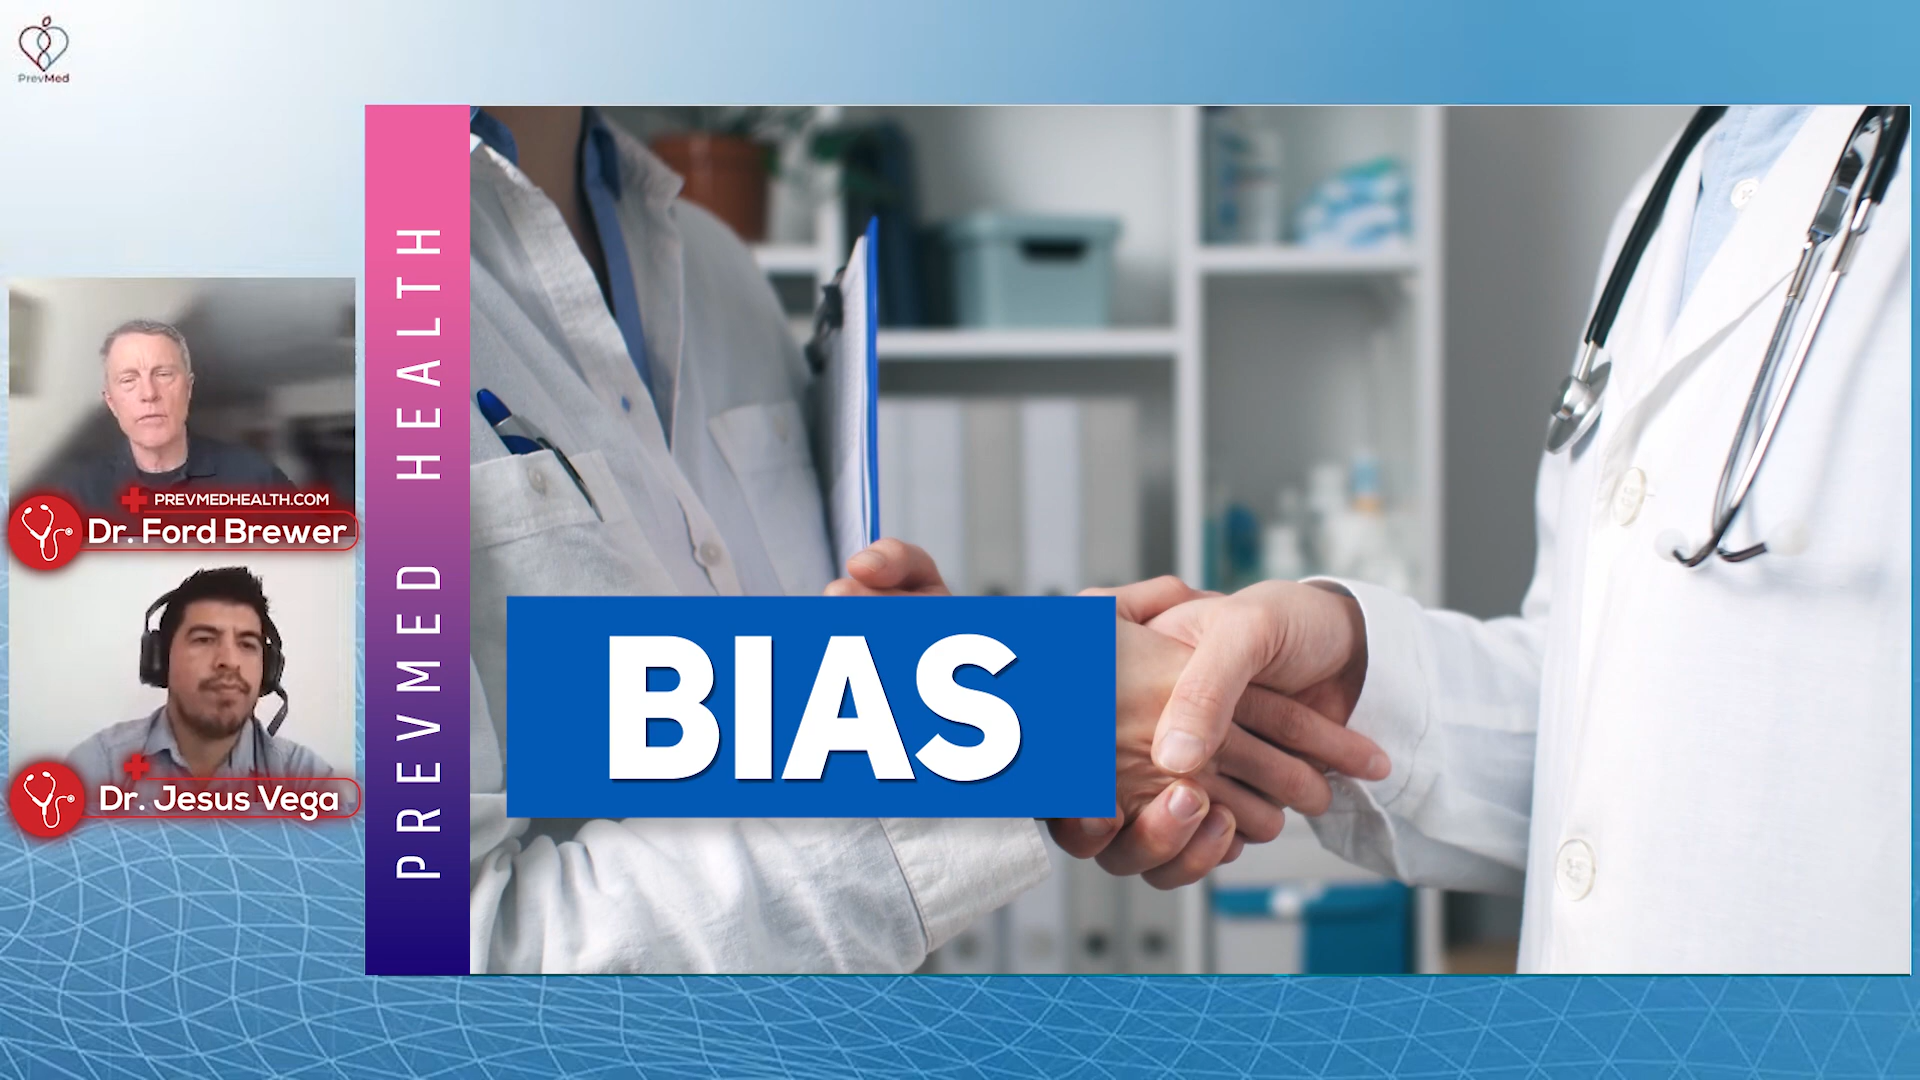 PrevMed
PREVMEDHEALTH.COM
Dr. Ford Brewer
Dr. Jesus Vega
PREVMED HEALTH
BIAS